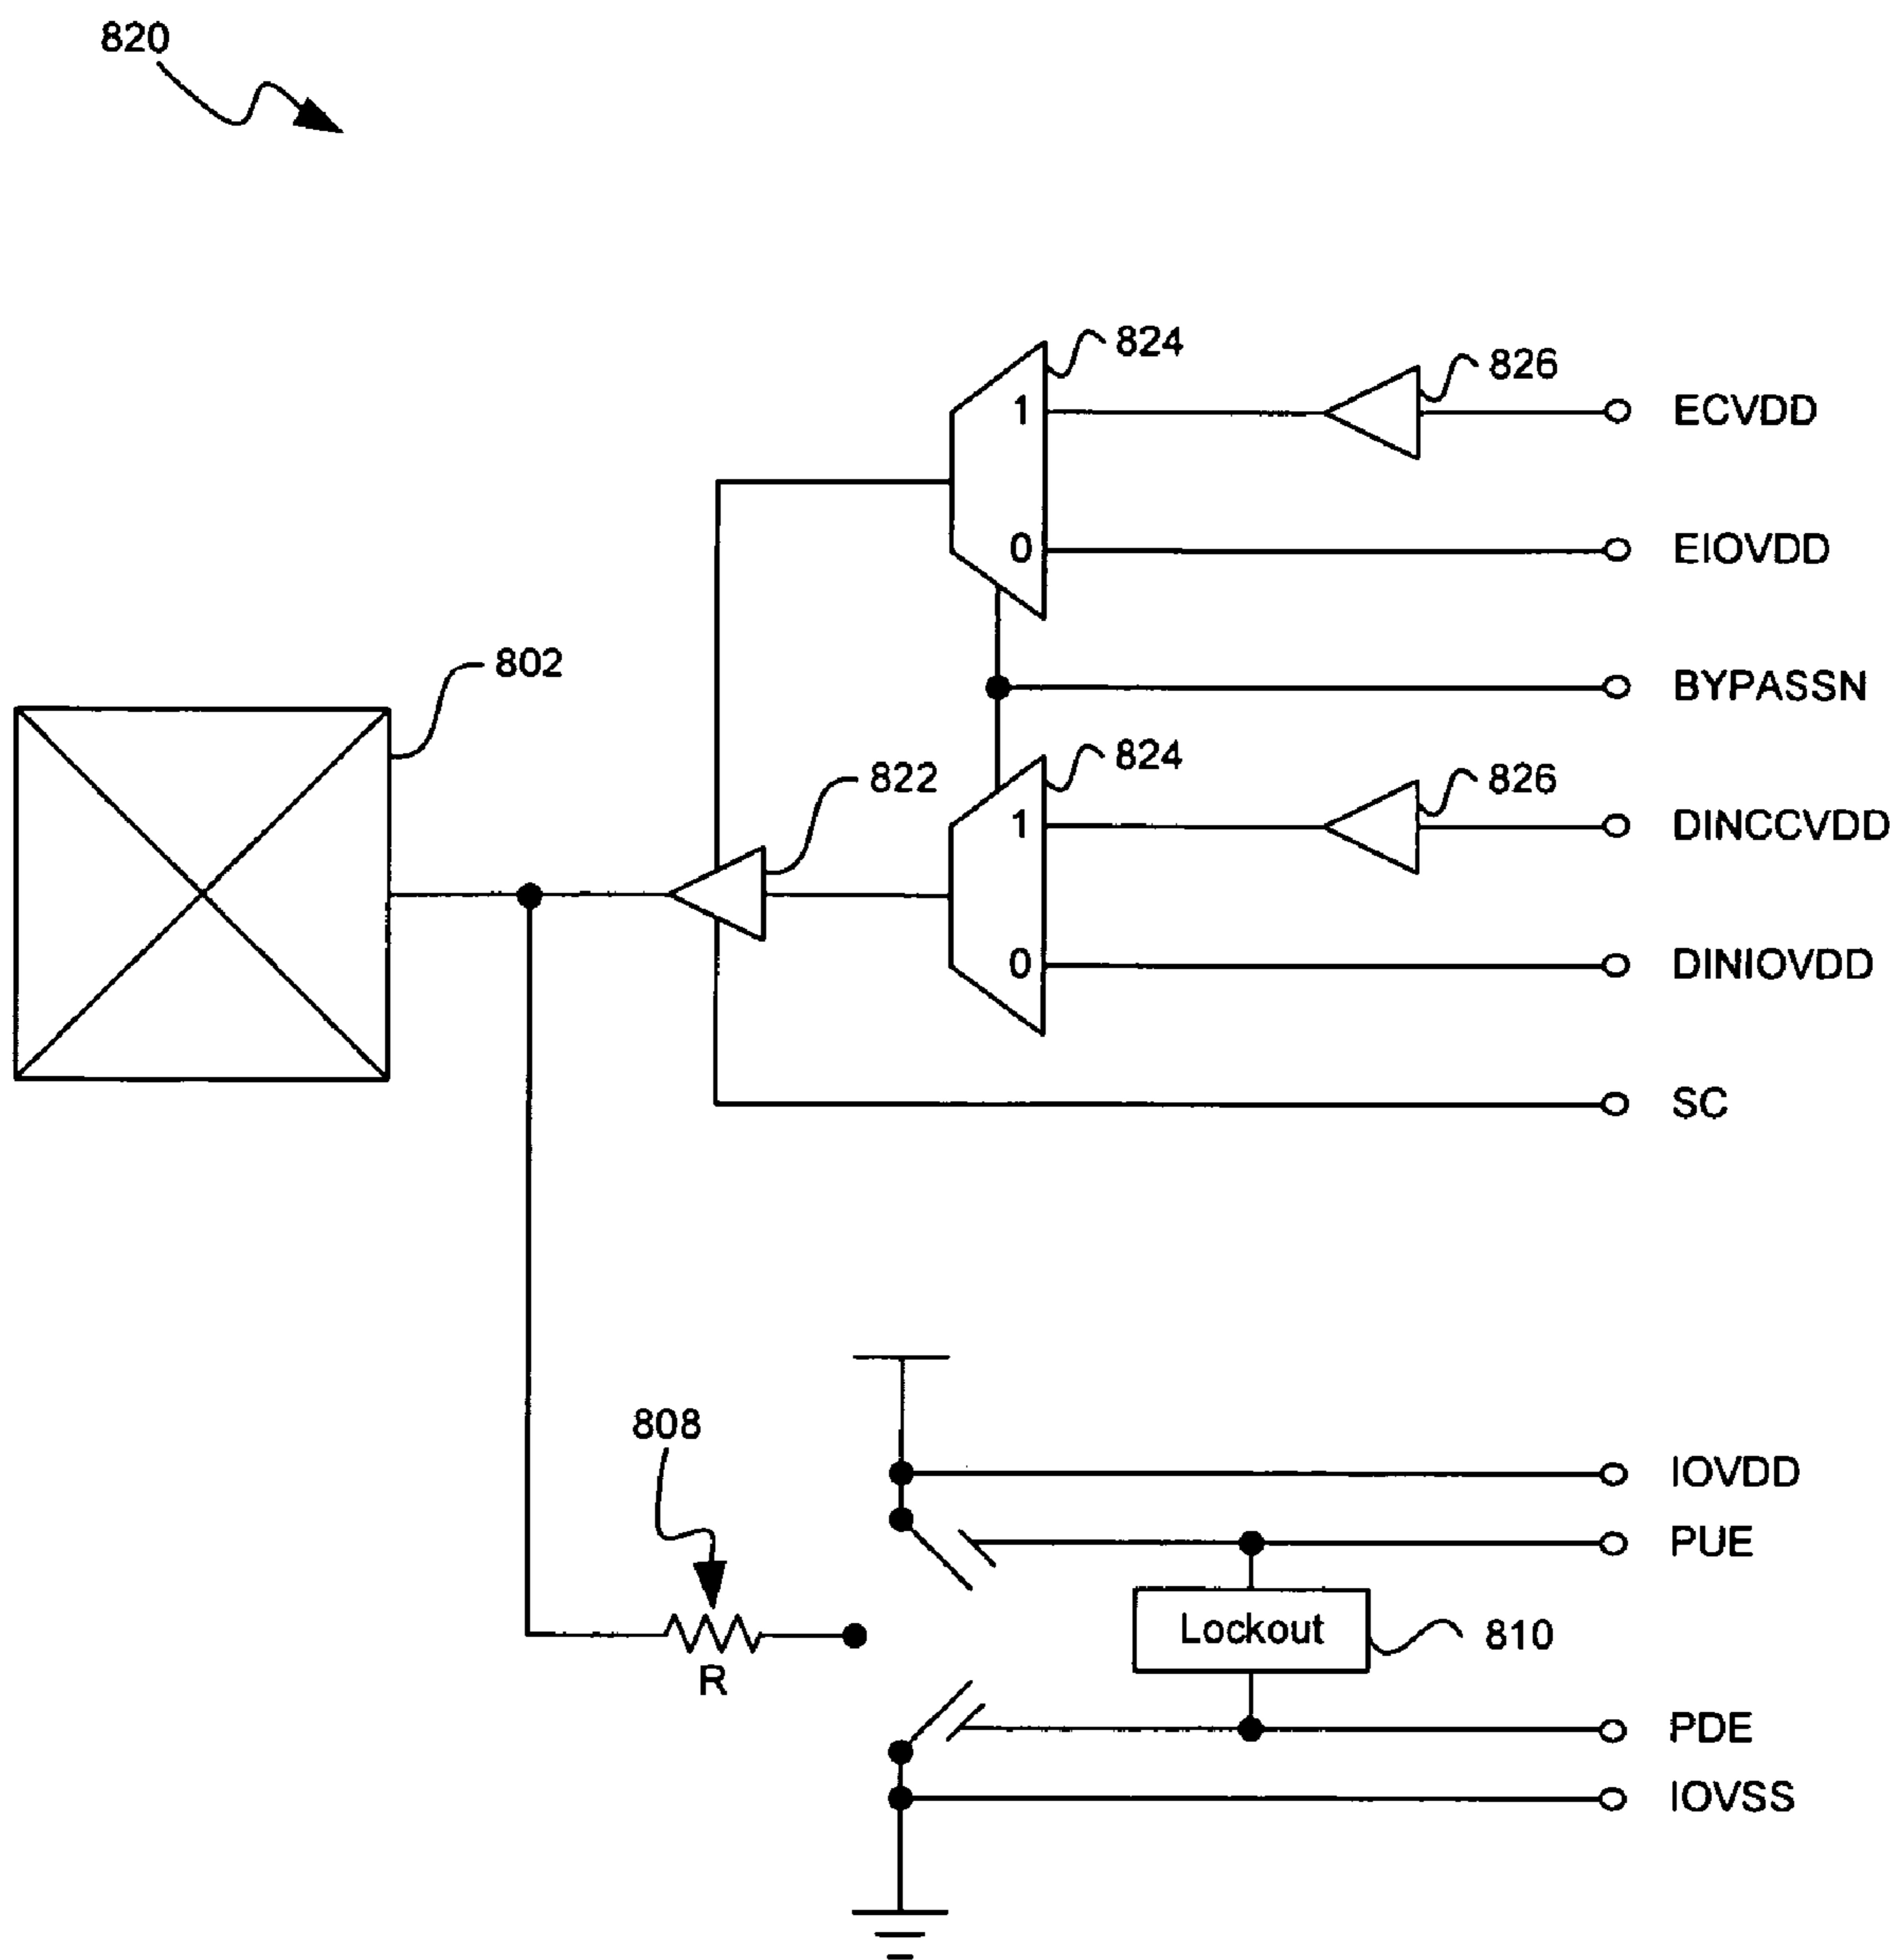 820
824
826
1
ECVDD
0
EIOVDD
802
BYPASSN
824
822
826
1
DINCCVDD
0
DINIOVDD
SC
808
IOVDD
PUE
Lockout
810
R
PDE
IOVSS